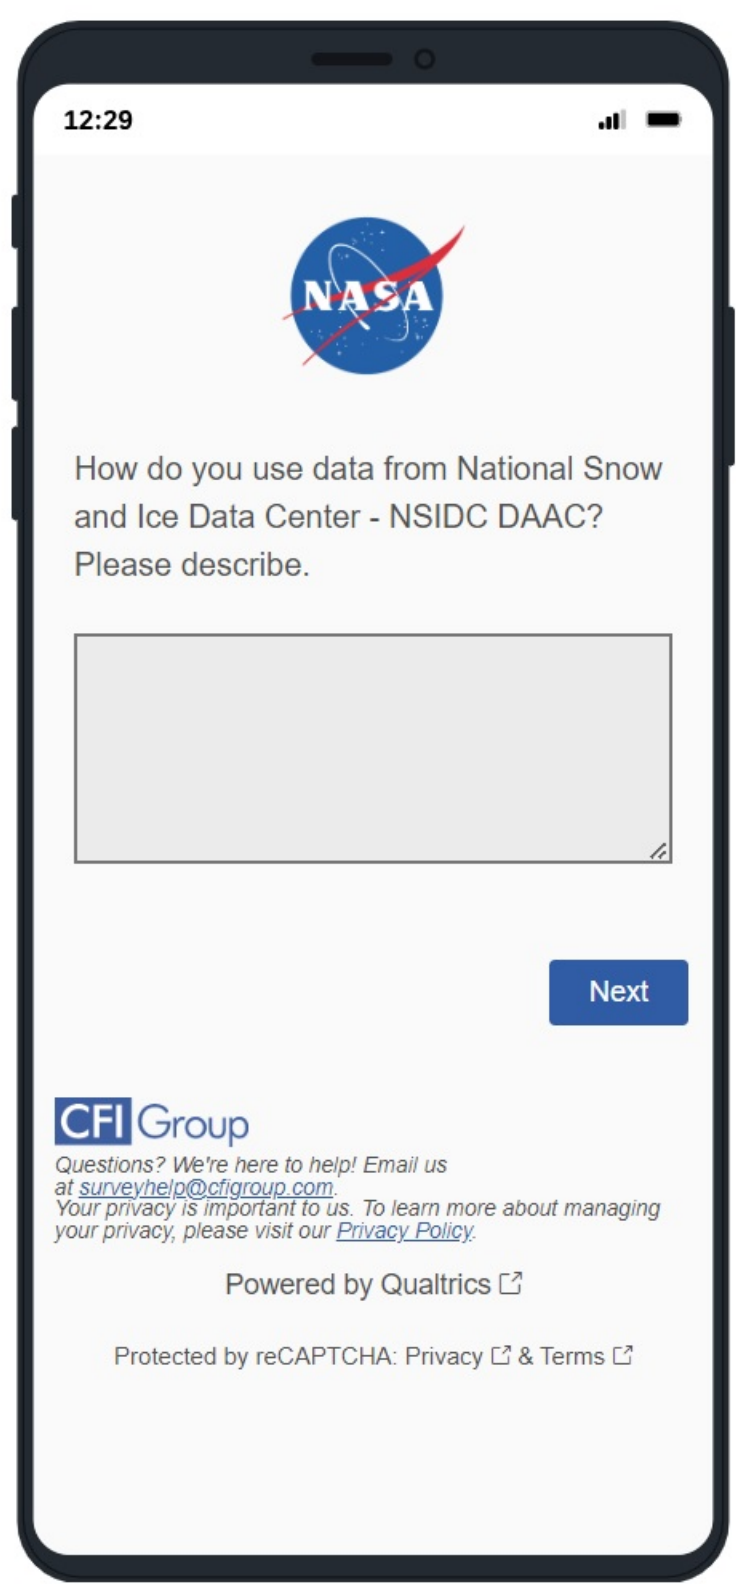 12:29
NASA
How do you use data from National Snow
and Ice Data Center - NSIDC DAAC?
Please describe.
Next
CFI Group
Questions? We're here to help! Email us
at surveyhelp@cfigroup.com.
Your privacy is important to us. To learn more about managing
your privacy, please visit our Privacy Policy.
Powered by Qualtrics
Protected by reCAPTCHA: Privacy & Terms